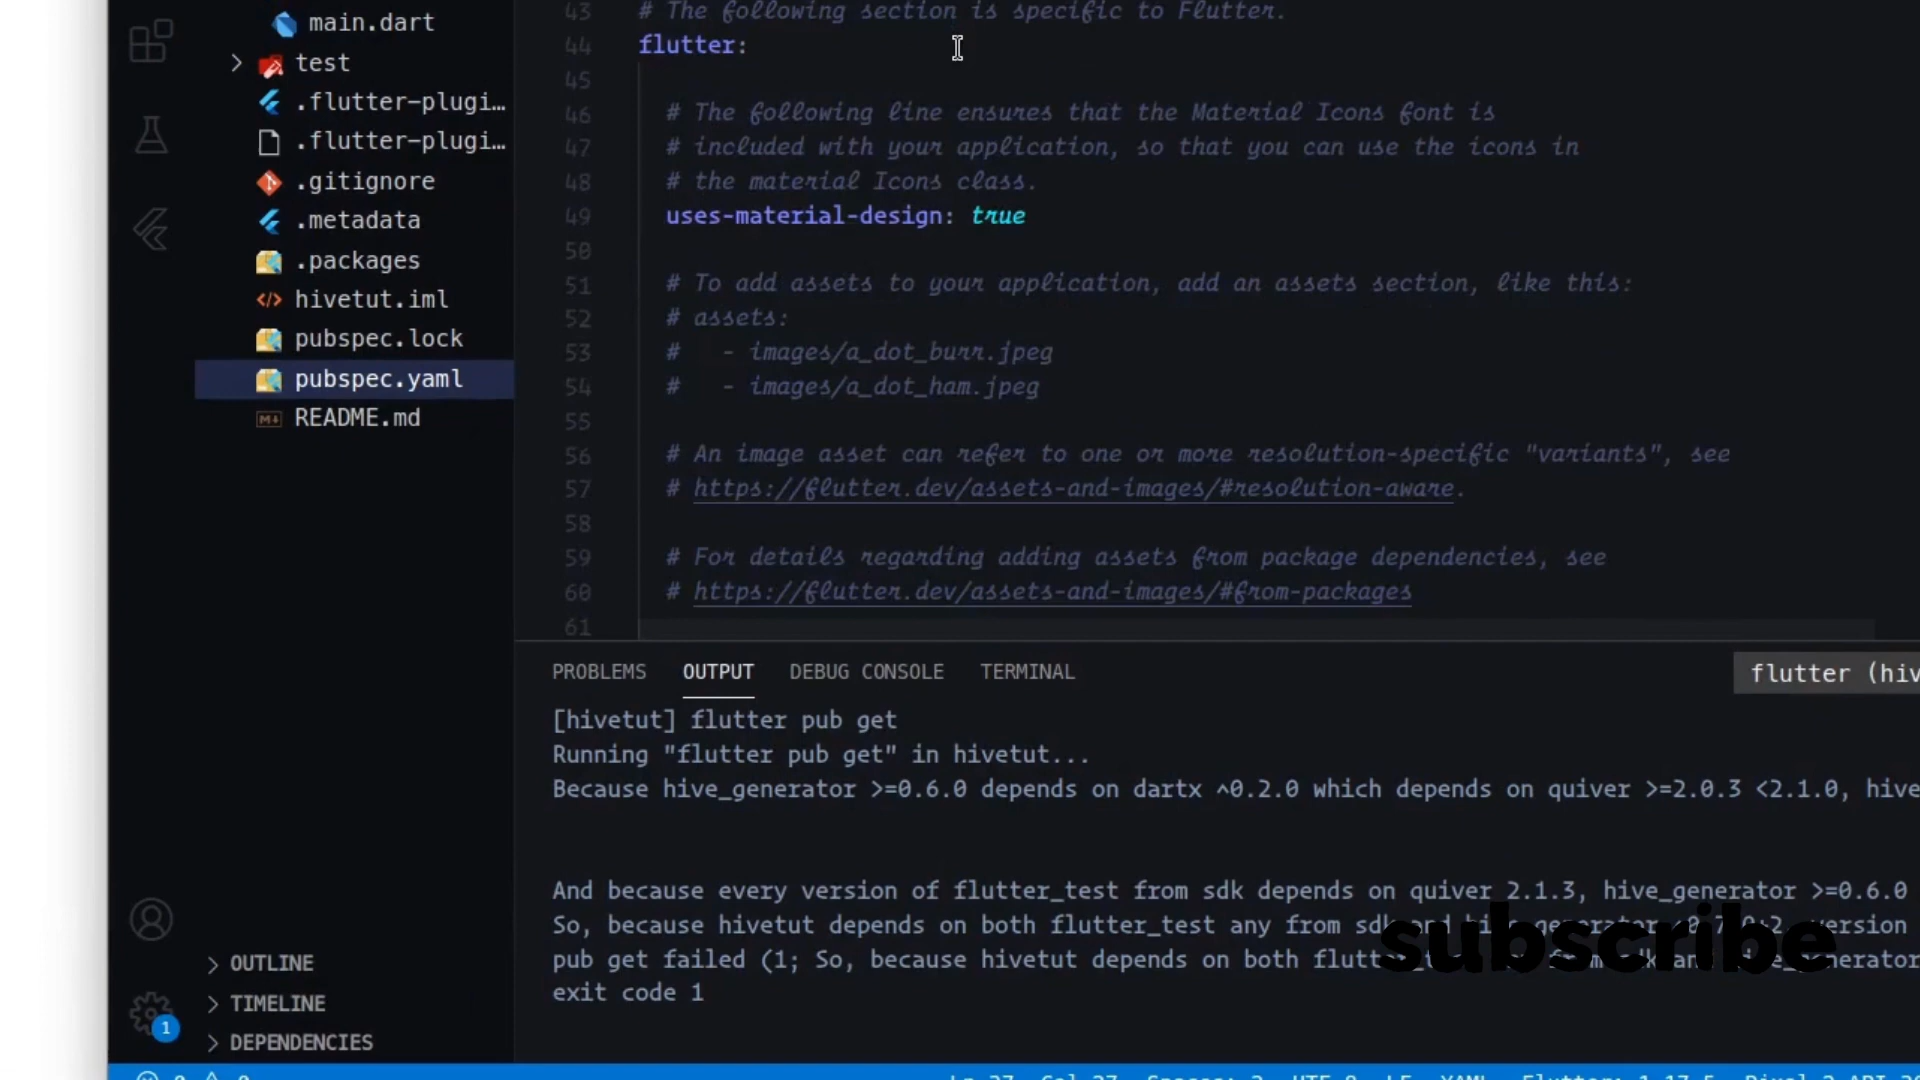 main.dart
test
.flutter-plugi...
.flutter-plugi...
.gitignore
.metadata
.packages
hivetut.iml
pubspec.lock
pubspec.yaml
README.md
OUTLINE
TIMELINE
DEPENDENCIES
1
43 # The following section is specific to Flutter.
44 flutter:
45
46 # The following line ensures that the Material Icons font is
47 # included with your application, so that you can use the icons in
48 # the material Icons class.
49 uses-material-design: true
50
51 # To add assets to your application, add an assets section, like this:
52 # assets:
53 #   - images/a_dot_burr.jpeg
54 #   - images/a_dot_ham.jpeg
55
56 # An image asset can refer to one or more resolution-specific "variants", see
57 # https://flutter.dev/assets-and-images/#resolution-aware.
58
59 # For details regarding adding assets from package dependencies, see
60 # https://flutter.dev/assets-and-images/#from-packages
61
PROBLEMS OUTPUT DEBUG CONSOLE TERMINAL flutter (hiv
[hivetut] flutter pub get
Running "flutter pub get" in hivetut...
Because hive_generator >=0.6.0 depends on dartx ^0.2.0 which depends on quiver >=2.0.3 <2.1.0, hive
And because every version of flutter_test from sdk depends on quiver 2.1.3, hive_generator >=0.6.0
So, because hivetut depends on both flutter_test any from sdk and hive_generator version
pub get failed (1; So, because hivetut depends on both from sdk
exit code 1
subscribe